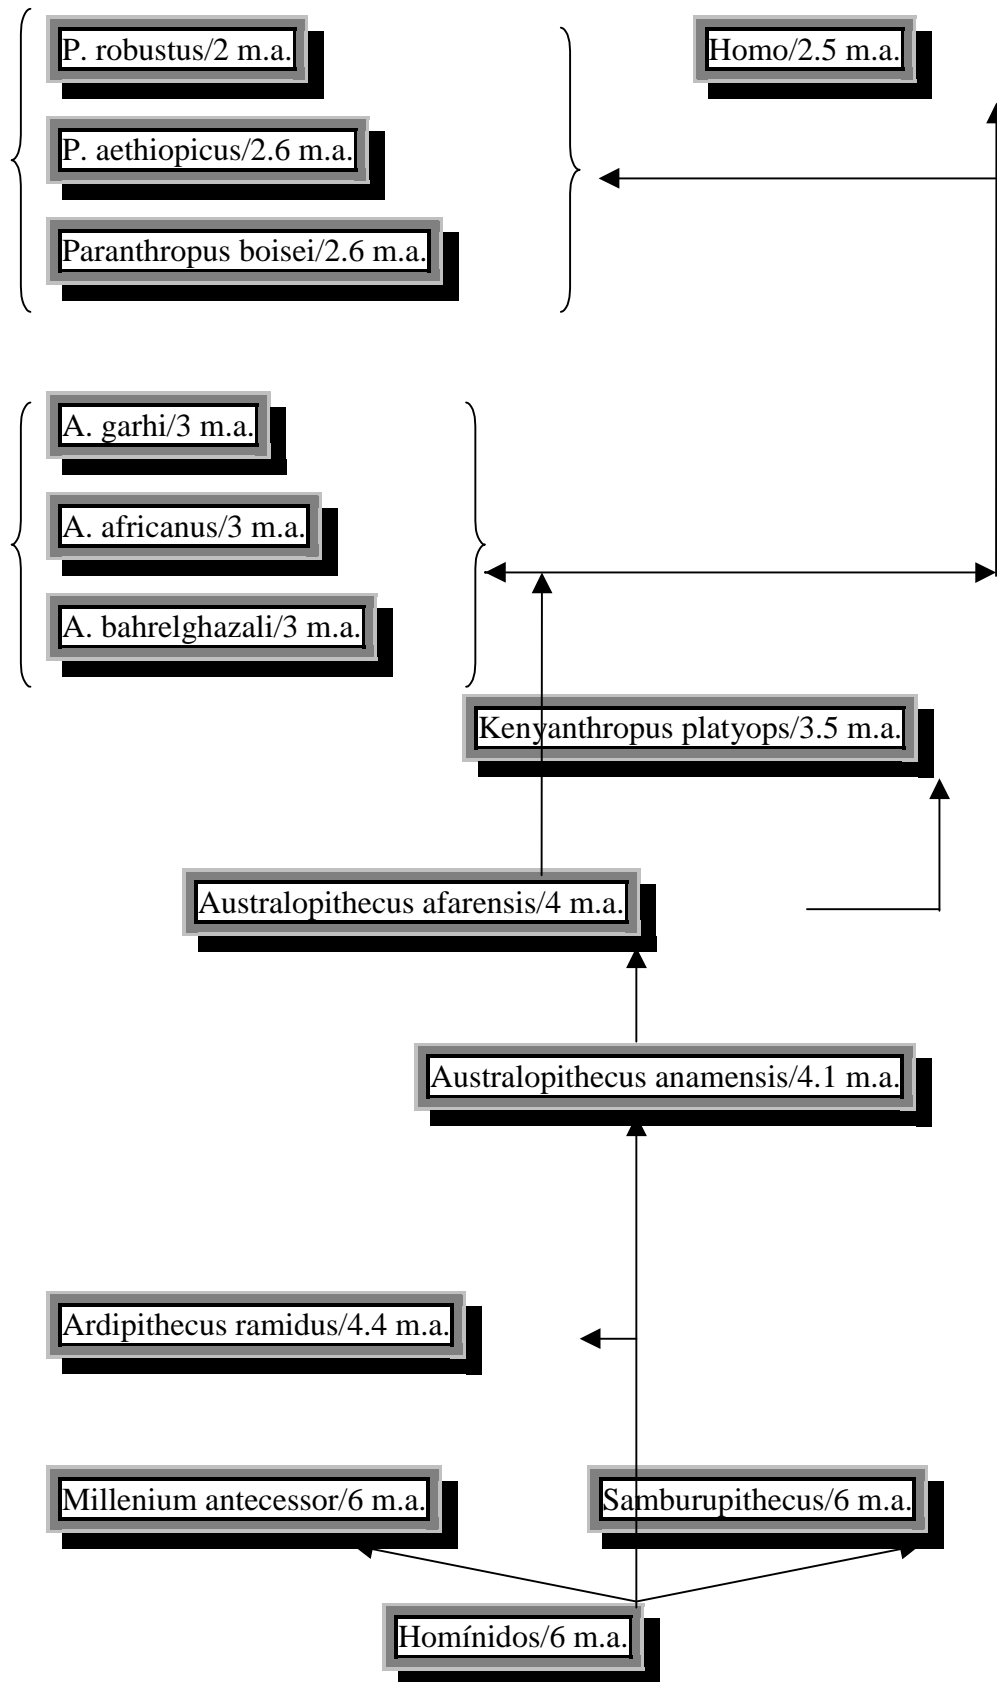 P. robustus/2 m.a.
Homo/2.5 m.a.
P. aethiopicus/2.6 m.a.
Paranthropus boisei/2.6 m.a.
A. garhi/3 m.a.
A. africanus/3 m.a.
A. bahrelghazali/3 m.a.
Kenyanthropus platyops/3.5 m.a.
Australopithecus afarensis/4 m.a.
Australopithecus anamensis/4.1 m.a.
Ardipithecus ramidus/4.4 m.a.
Millenium antecessor/6 m.a.
Samburupithecus/6 m.a.
Homínidos/6 m.a.